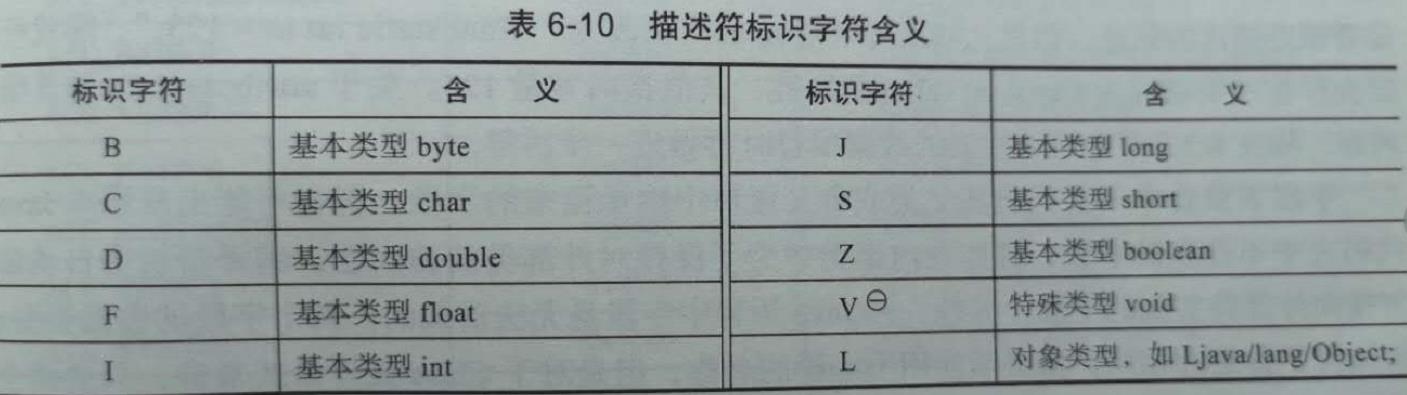 表 6-10 描述符标识字符含义
标识字符 含 义 标识字符 含 义
B 基本类型 byte J 基本类型 long
C 基本类型 char S 基本类型 short
D 基本类型 double Z 基本类型 boolean
F 基本类型 float V⊖ 特殊类型 void
I 基本类型 int L 对象类型，如 Ljava/lang/Object;